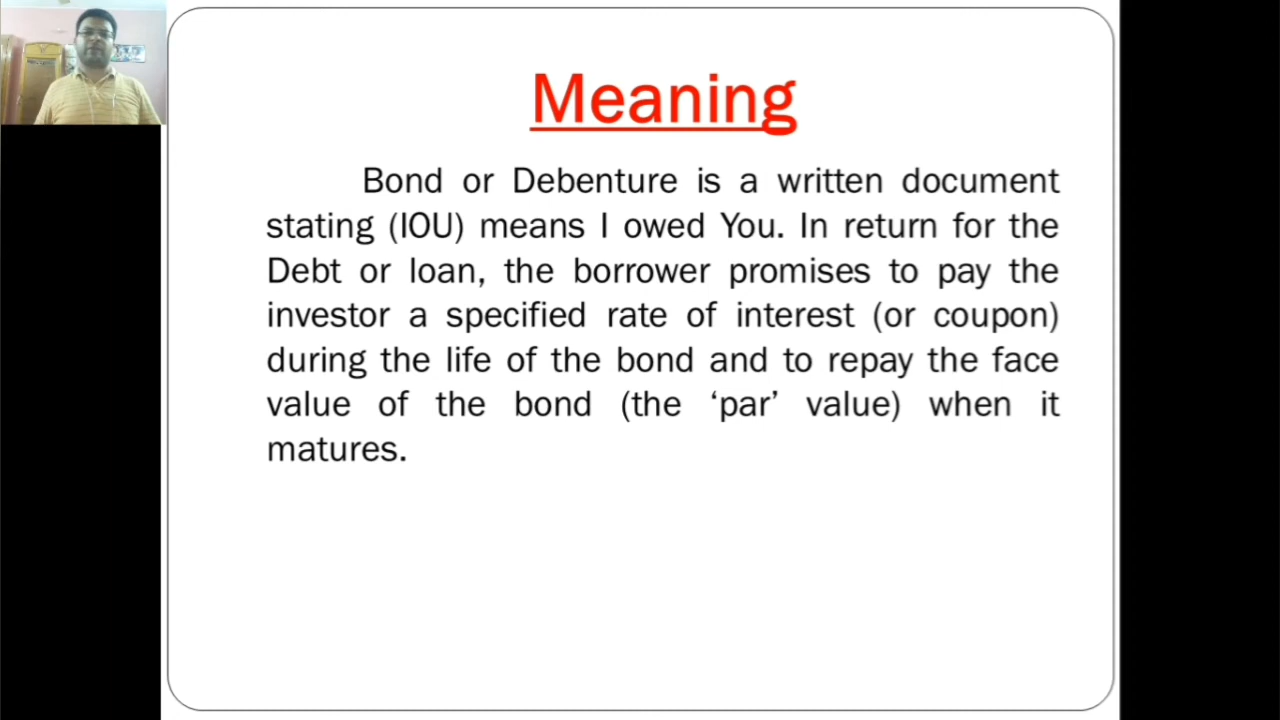 Meaning
Bond or Debenture is a written document
stating (IOU) means I owed You. In return for the
Debt or loan, the borrower promises to pay the
investor a specified rate of interest (or coupon)
during the life of the bond and to repay the face
value of the bond (the ‘par’ value) when it
matures.